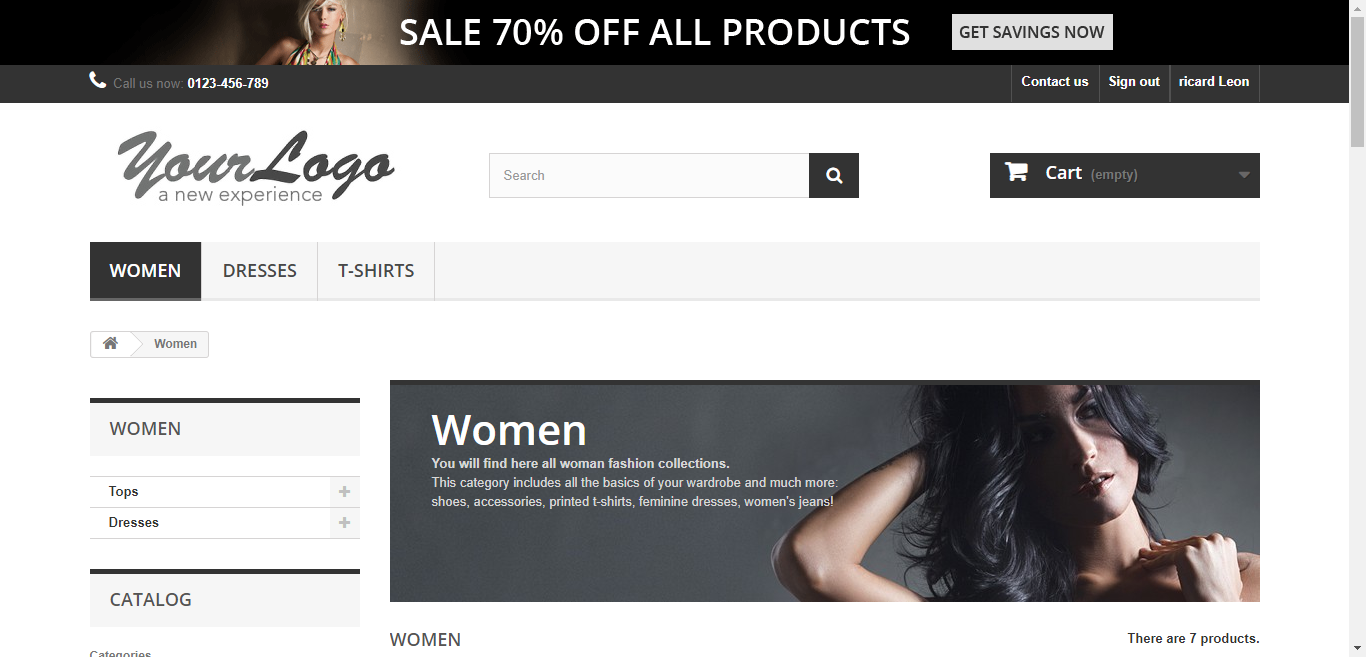 SALE 70% OFF ALL PRODUCTS
GET SAVINGS NOW
Call us now: 0123-456-789
Contact us
Sign out
ricard Leon
Your Logo
a new experience
Search
Cart (empty)
WOMEN
DRESSES
T-SHIRTS
Women
WOMEN
Tops
Dresses
CATALOG
Categories
Women
You will find here all woman fashion collections.
This category includes all the basics of your wardrobe and much more:
shoes, accessories, printed t-shirts, feminine dresses, women's jeans!
WOMEN
There are 7 products.